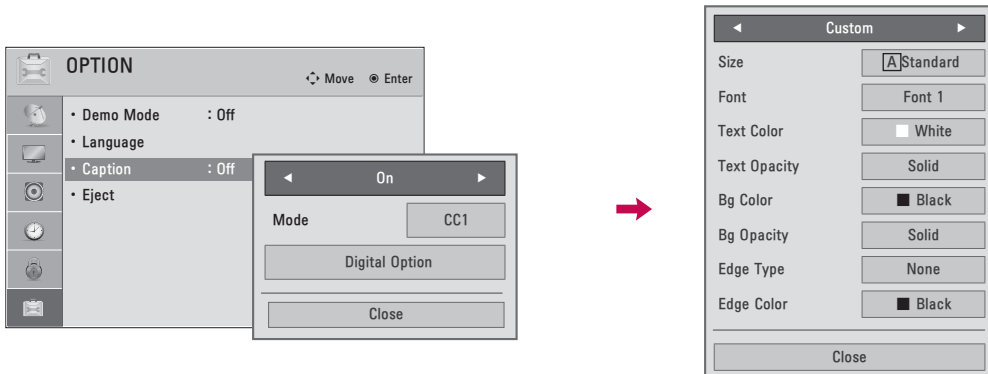 OPTION
Move Enter
• Demo Mode : Off
• Language
• Caption : Off
• Eject
◄ On ►
Mode CC1
Digital Option
Close
◄ Custom ►
Size A Standard
Font Font 1
Text Color White
Text Opacity Solid
Bg Color Black
Bg Opacity Solid
Edge Type None
Edge Color Black
Close